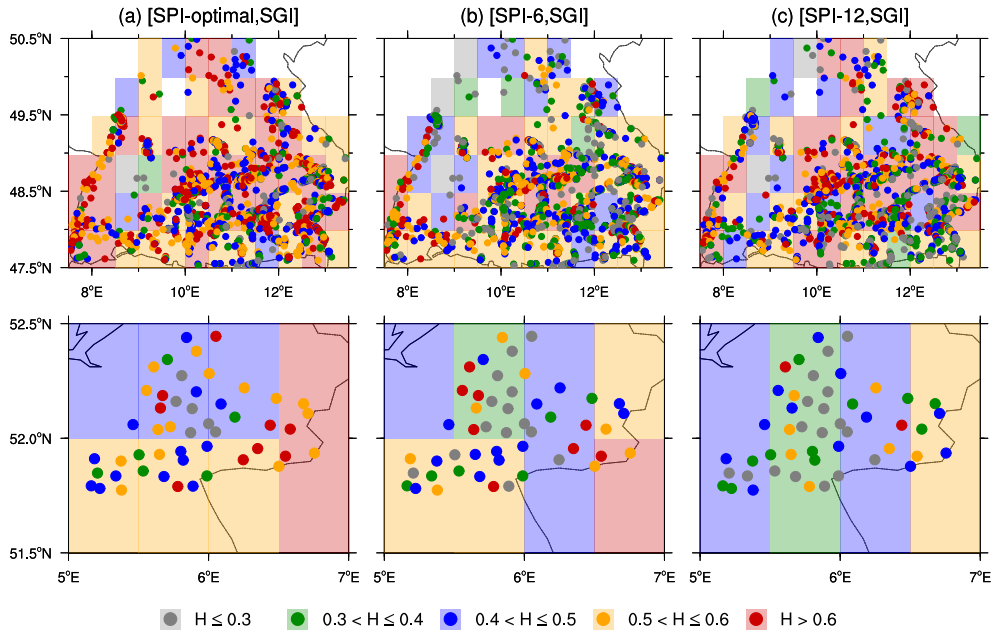 (a) [SPI-optimal,SGI] (b) [SPI-6,SGI] (c) [SPI-12,SGI]
50.5°N
49.5°N
48.5°N
47.5°N
8°E 10°E 12°E 8°E 10°E 12°E 8°E 10°E 12°E
52.5°N
52.0°N
51.5°N
5°E 6°E 7°E 5°E 6°E 7°E 5°E 6°E 7°E
H ≤ 0.3 0.3 < H ≤ 0.4 0.4 < H ≤ 0.5 0.5 < H ≤ 0.6 H > 0.6